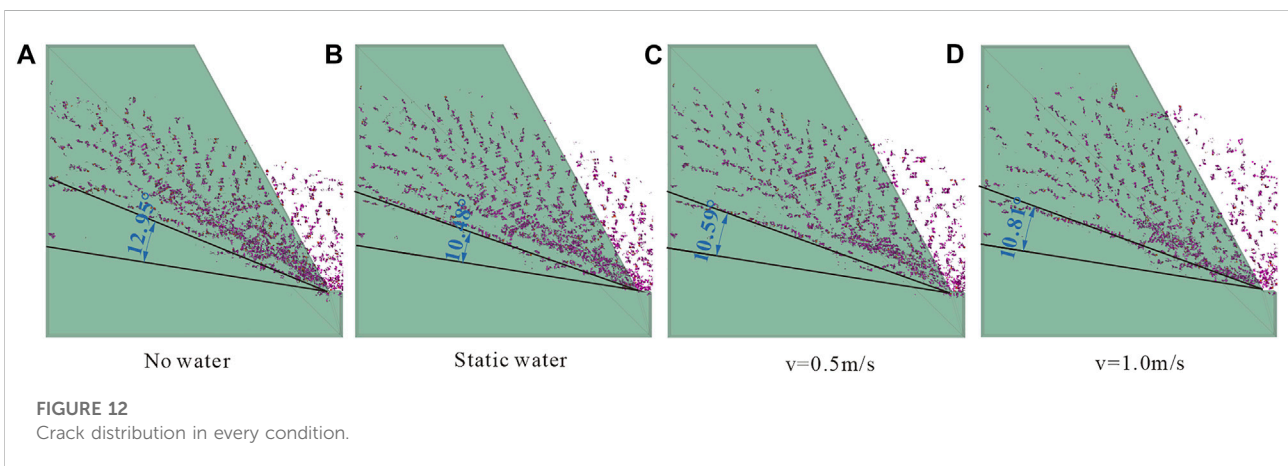 A
B
C
D
12.95°
10.48°
10.59°
10.81°
No water
Static water
v=0.5m/s
v=1.0m/s
FIGURE 12
Crack distribution in every condition.